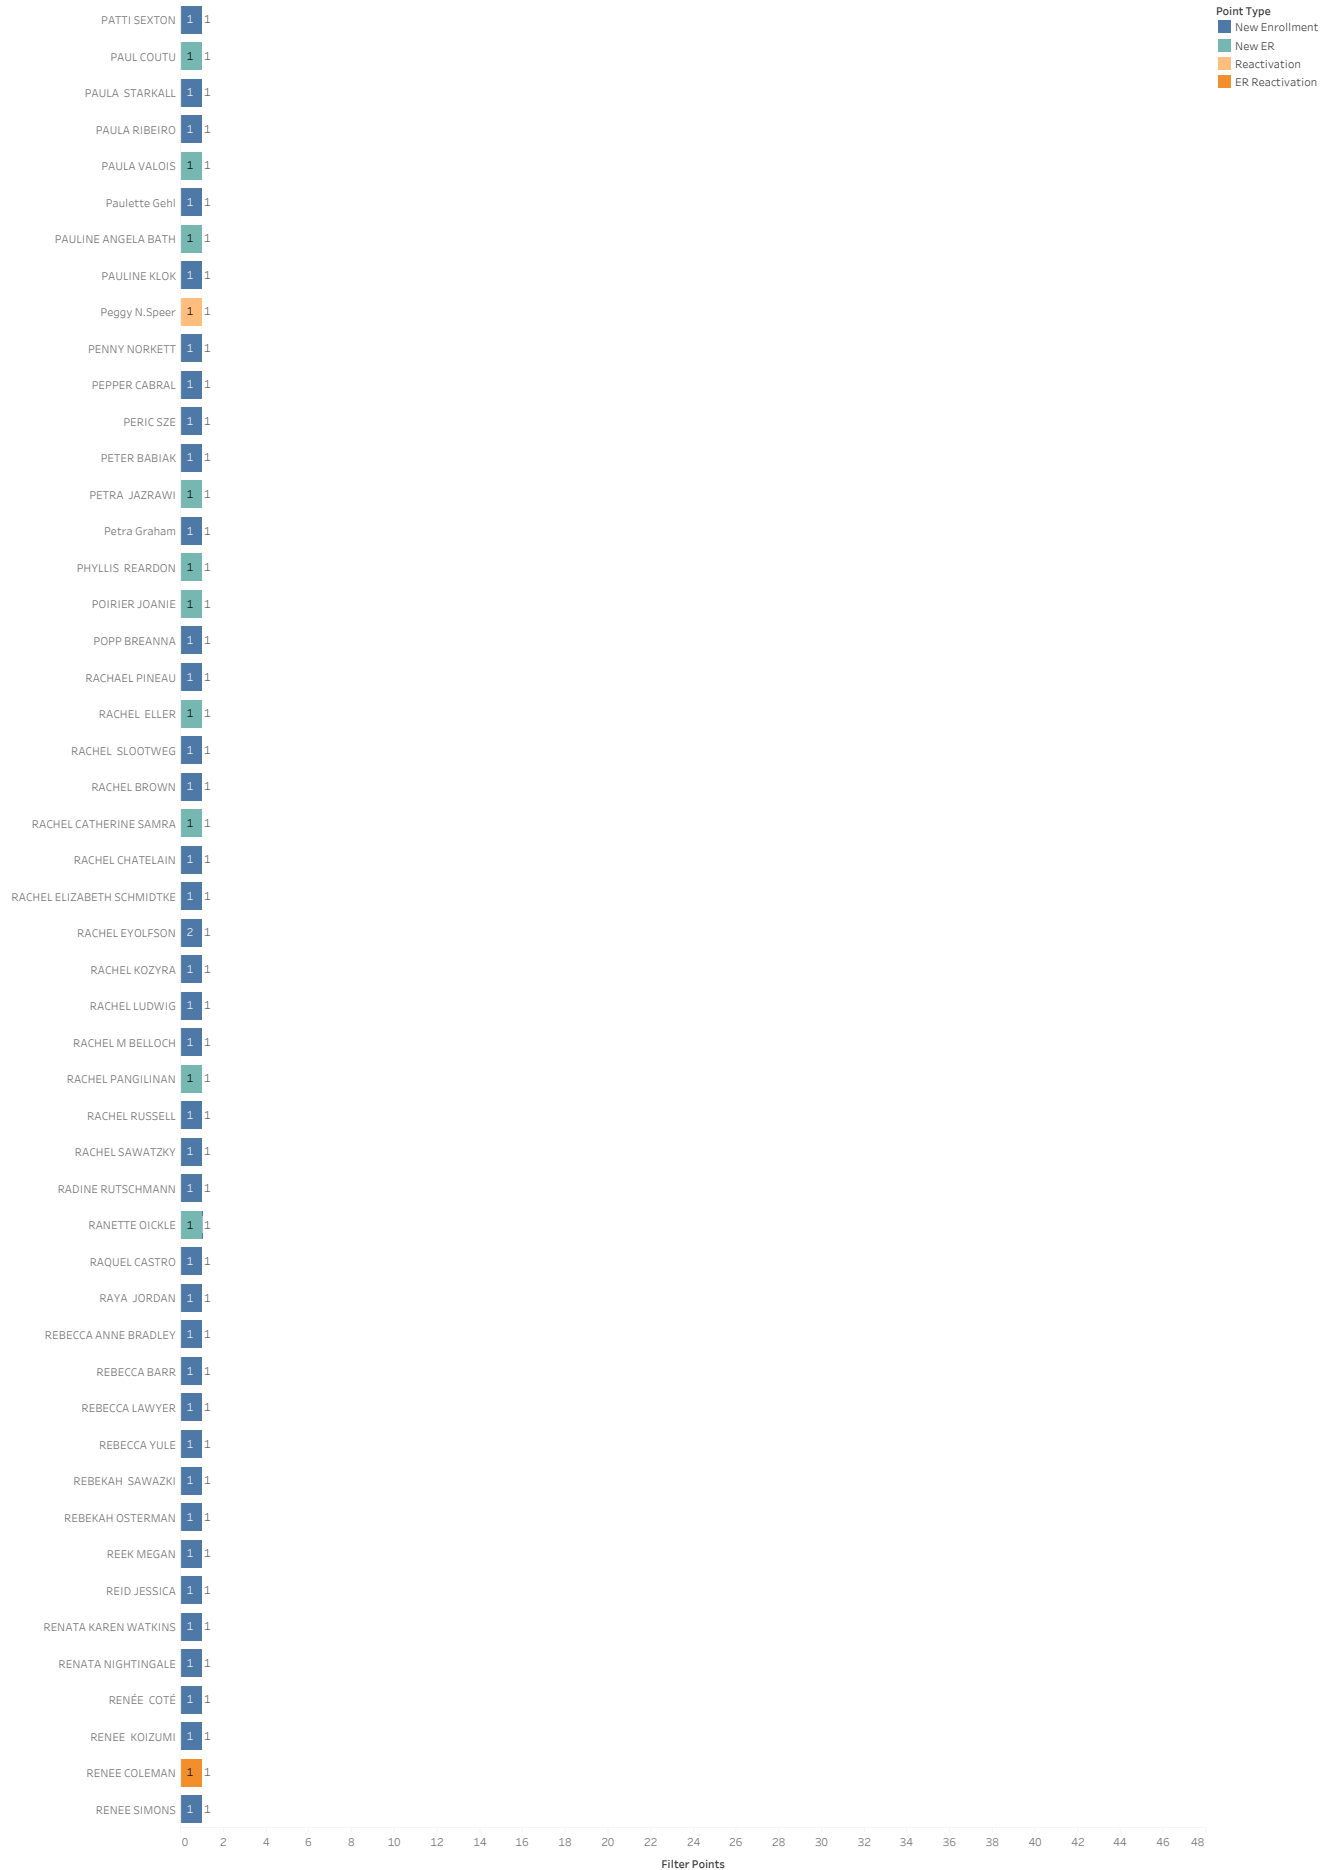 Point Type
New Enrollment
New ER
Reactivation
ER Reactivation
PATTI SEXTON 1 1
PAUL COUTU 1 1
PAULA STARKALL 1 1
PAULA RIBEIRO 1 1
PAULA VALOIS 1 1
Paulette Gehl 1 1
PAULINE ANGELA BATH 1 1
PAULINE KLOK 1 1
Peggy N.Speer 1 1
PENNY NORKETT 1 1
PEPPER CABRAL 1 1
PERIC SZE 1 1
PETER BABIAK 1 1
PETRA JAZRAWI 1 1
Petra Graham 1 1
PHYLLIS REARDON 1 1
POIRIER JOANIE 1 1
POPP BREANNA 1 1
RACHAEL PINEAU 1 1
RACHEL ELLER 1 1
RACHEL SLOOTWEG 1 1
RACHEL BROWN 1 1
RACHEL CATHERINE SAMRA 1 1
RACHEL CHATELAIN 1 1
RACHEL ELIZABETH SCHMIDTKE 1 1
RACHEL EYOLFSON 2 1
RACHEL KOZYRA 1 1
RACHEL LUDWIG 1 1
RACHEL M BELLOCH 1 1
RACHEL PANGILINAN 1 1
RACHEL RUSSELL 1 1
RACHEL SAWATZKY 1 1
RADINE RUTSCHMANN 1 1
RANETTE OICKLE 1 1
RAQUEL CASTRO 1 1
RAYA JORDAN 1 1
REBECCA ANNE BRADLEY 1 1
REBECCA BARR 1 1
REBECCA LAWYER 1 1
REBECCA YULE 1 1
REBEKAH SAWAZKI 1 1
REBEKAH OSTERMAN 1 1
REEK MEGAN 1 1
REID JESSICA 1 1
RENATA KAREN WATKINS 1 1
RENATA NIGHTINGALE 1 1
RENÉE COTÉ 1 1
RENEE KOIZUMI 1 1
RENEE COLEMAN 1 1
RENEE SIMONS 1 1
0 2 4 6 8 10 12 14 16 18 20 22 24 26 28 30 32 34 36 38 40 42 44 46 48
Filter Points